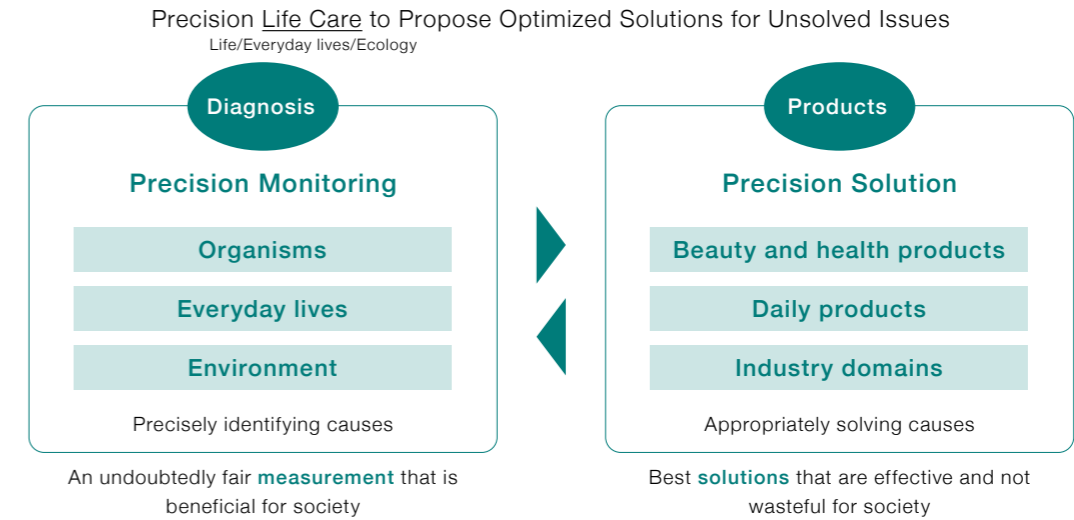 Precision Life Care to Propose Optimized Solutions for Unsolved Issues
Life/Everyday lives/Ecology
Diagnosis
Precision Monitoring
Organisms
Everyday lives
Environment
Precisely identifying causes
An undoubtedly fair measurement that is
beneficial for society
Products
Precision Solution
Beauty and health products
Daily products
Industry domains
Appropriately solving causes
Best solutions that are effective and not
wasteful for society